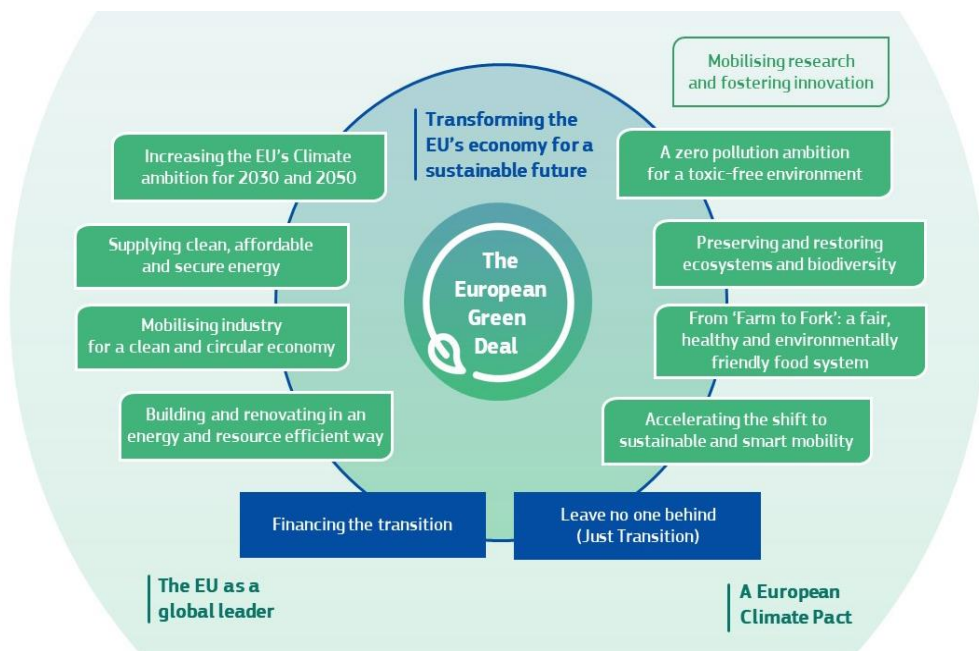 Mobilising research
and fostering innovation
Transforming the
EU's economy for a
sustainable future
Increasing the EU's Climate
ambition for 2030 and 2050
A zero pollution ambition
for a toxic-free environment
Supplying clean, affordable
and secure energy
Preserving and restoring
ecosystems and biodiversity
The
European
Green
Deal
Mobilising industry
for a clean and circular economy
From ‘Farm to Fork’: a fair,
healthy and environmentally
friendly food system
Building and renovating in an
energy and resource efficient way
Accelerating the shift to
sustainable and smart mobility
Financing the transition
Leave no one behind
(Just Transition)
The EU as a
global leader
A European
Climate Pact